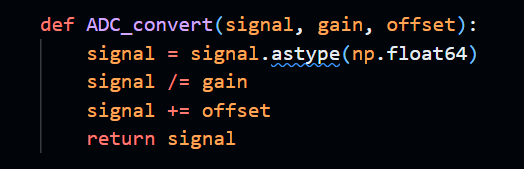 def ADC_convert(signal, gain, offset):
    signal = signal.astype(np.float64)
    signal /= gain
    signal += offset
    return signal